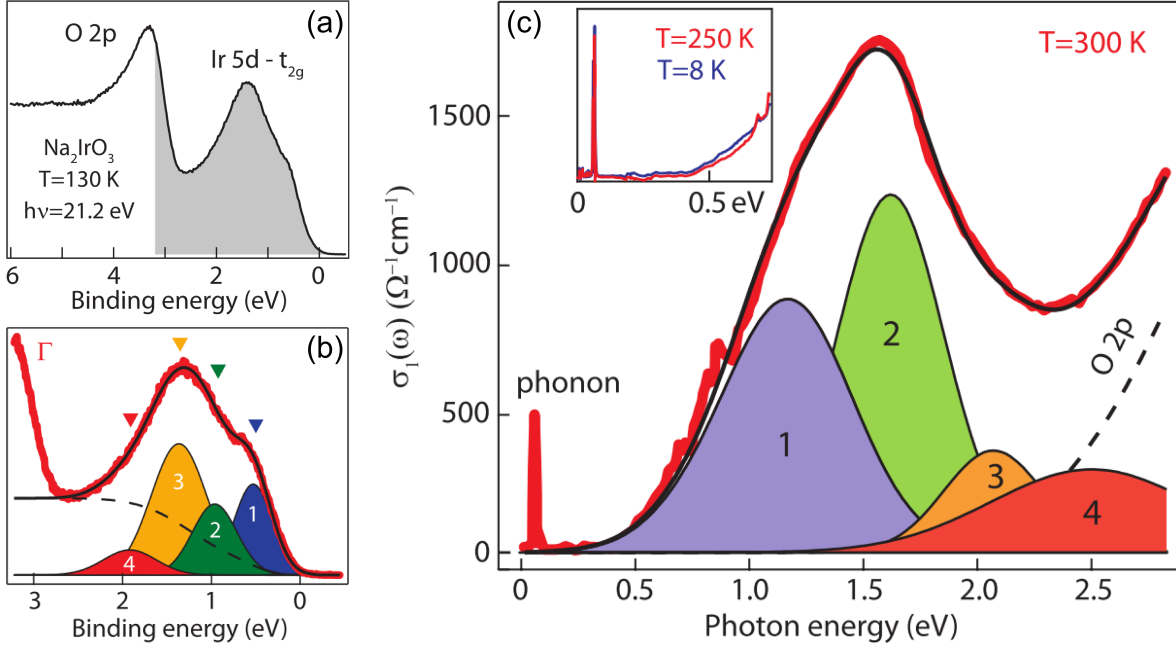 (a)
O 2p
Ir 5d - t2g
Na2IrO3
T=130 K
hν=21.2 eV
6 4 2 0
Binding energy (eV)
(b)
Γ
3
2
1
4
3 2 1 0
Binding energy (eV)
(c)
T=250 K
T=8 K
0 0.5 eV
T=300 K
σ1(ω) (Ω−1cm−1)
1500
1000
500
0
phonon
1
2
3
4
O 2p
0 0.5 1.0 1.5 2.0 2.5
Photon energy (eV)